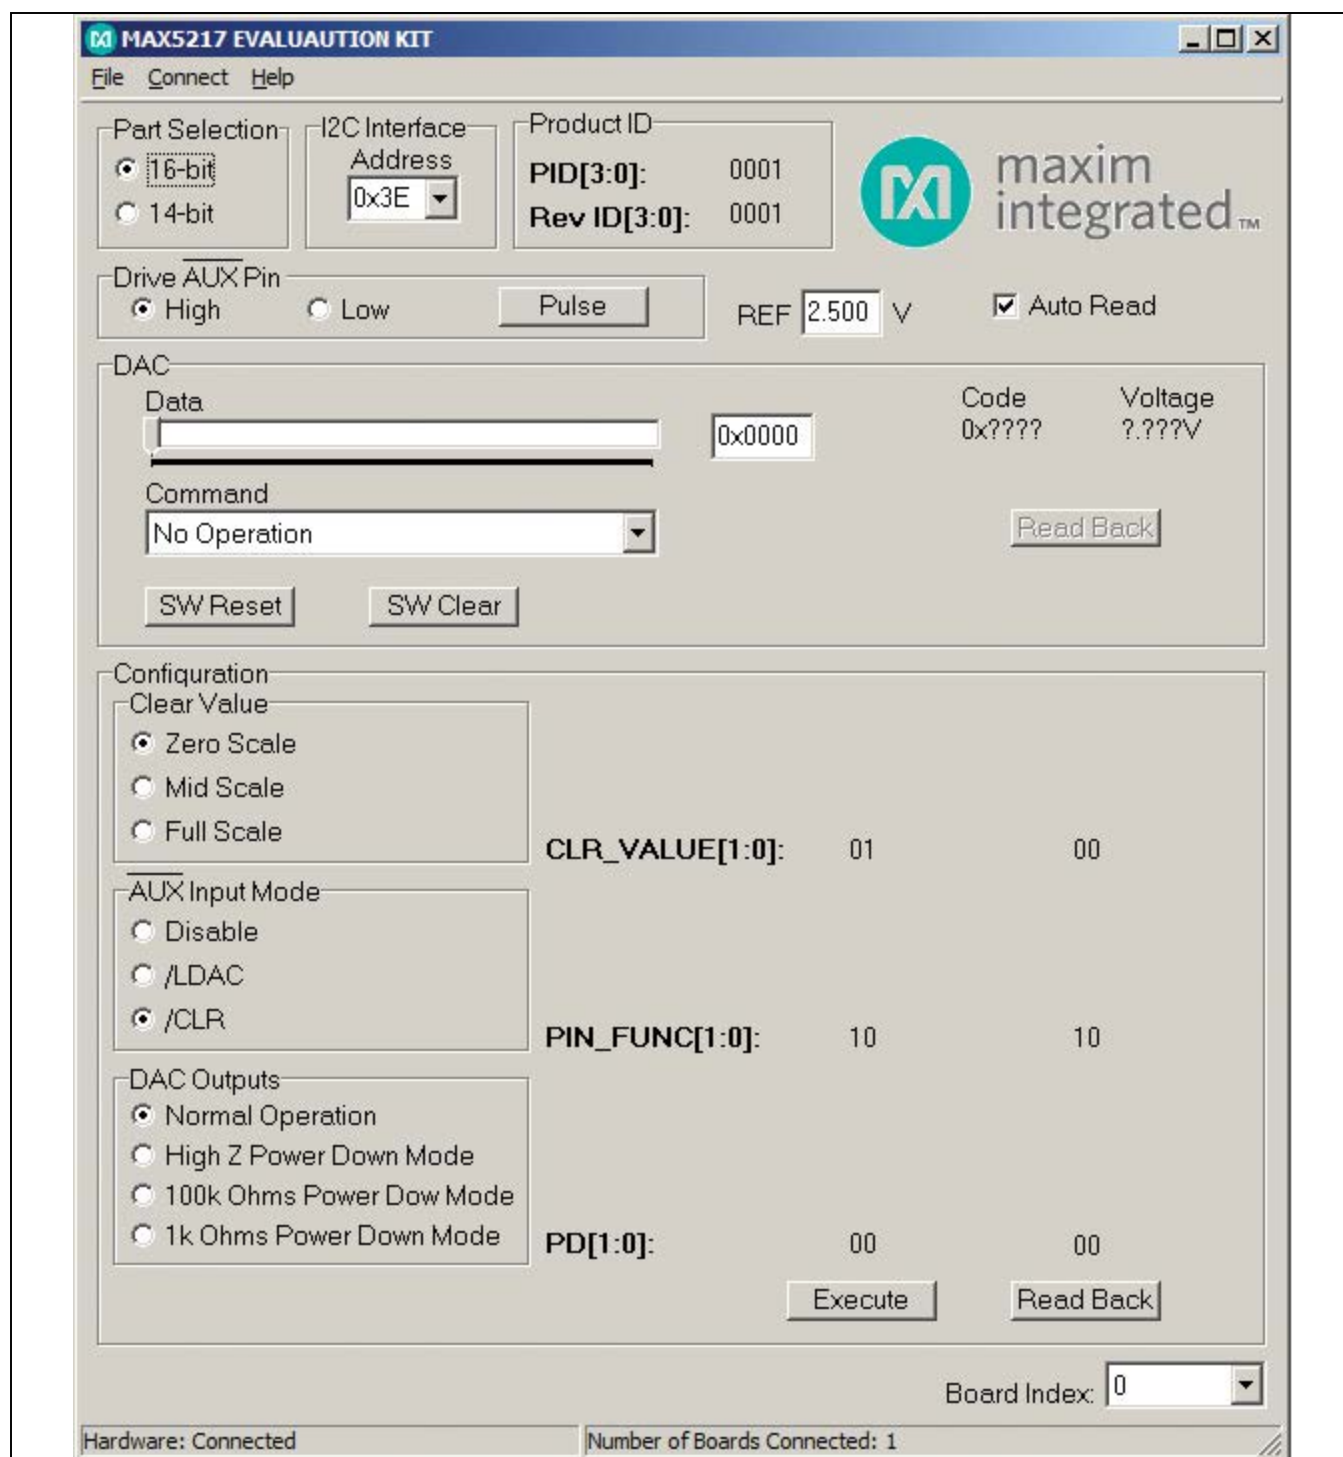 MAX5217 EVALUAUTION KIT
File Connect Help
Part Selection
16-bit
14-bit
I2C Interface
Address
0x3E
Product ID
PID[3:0]: 0001
Rev ID[3:0]: 0001
maxim
integrated™
Drive AUX Pin
High Low Pulse
REF 2.500 V
Auto Read
DAC
Data
0x0000
Code Voltage
0x???? ?.???V
Command
No Operation
Read Back
SW Reset SW Clear
Configuration
Clear Value
Zero Scale
Mid Scale
Full Scale
CLR_VALUE[1:0]: 01 00
AUX Input Mode
Disable
/LDAC
/CLR
PIN_FUNC[1:0]: 10 10
DAC Outputs
Normal Operation
High Z Power Down Mode
100k Ohms Power Dow Mode
1k Ohms Power Down Mode
PD[1:0]: 00 00
Execute Read Back
Board Index: 0
Hardware: Connected Number of Boards Connected: 1